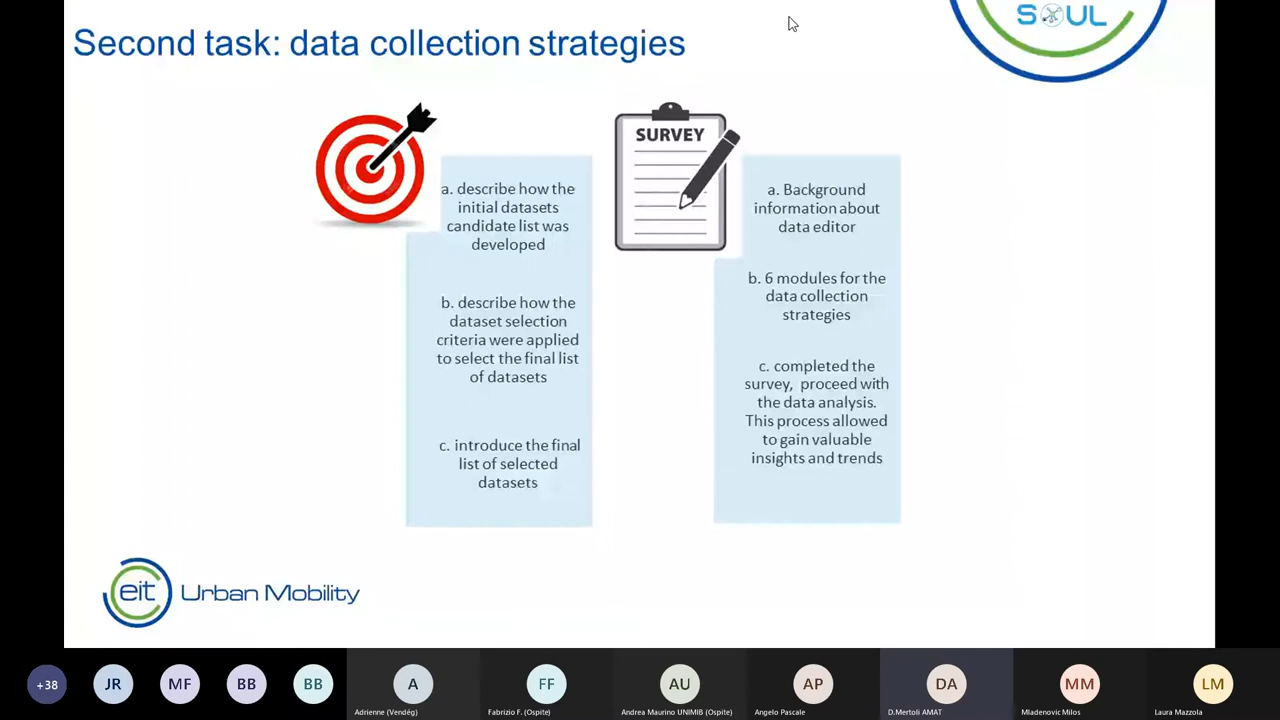 SOUL
Second task: data collection strategies
a. describe how the
initial datasets
candidate list was
developed
b. describe how the
dataset selection
criteria were applied
to select the final list
of datasets
c. introduce the final
list of selected
datasets
SURVEY
a. Background
information about
data editor
b. 6 modules for the
data collection
strategies
c. completed the
survey, proceed with
the data analysis.
This process allowed
to gain valuable
insights and trends
eit Urban Mobility
+38
JR
MF
BB
BB
A
FF
AU
AP
DA
MM
LM
Adrienne (Vendég)
Fabrizio F. (Ospite)
Andrea Maurino UNIMIB (Ospite)
Angelo Pascale
D.Mertoli AMAT
Mladenovic Milos
Laura Mazzola